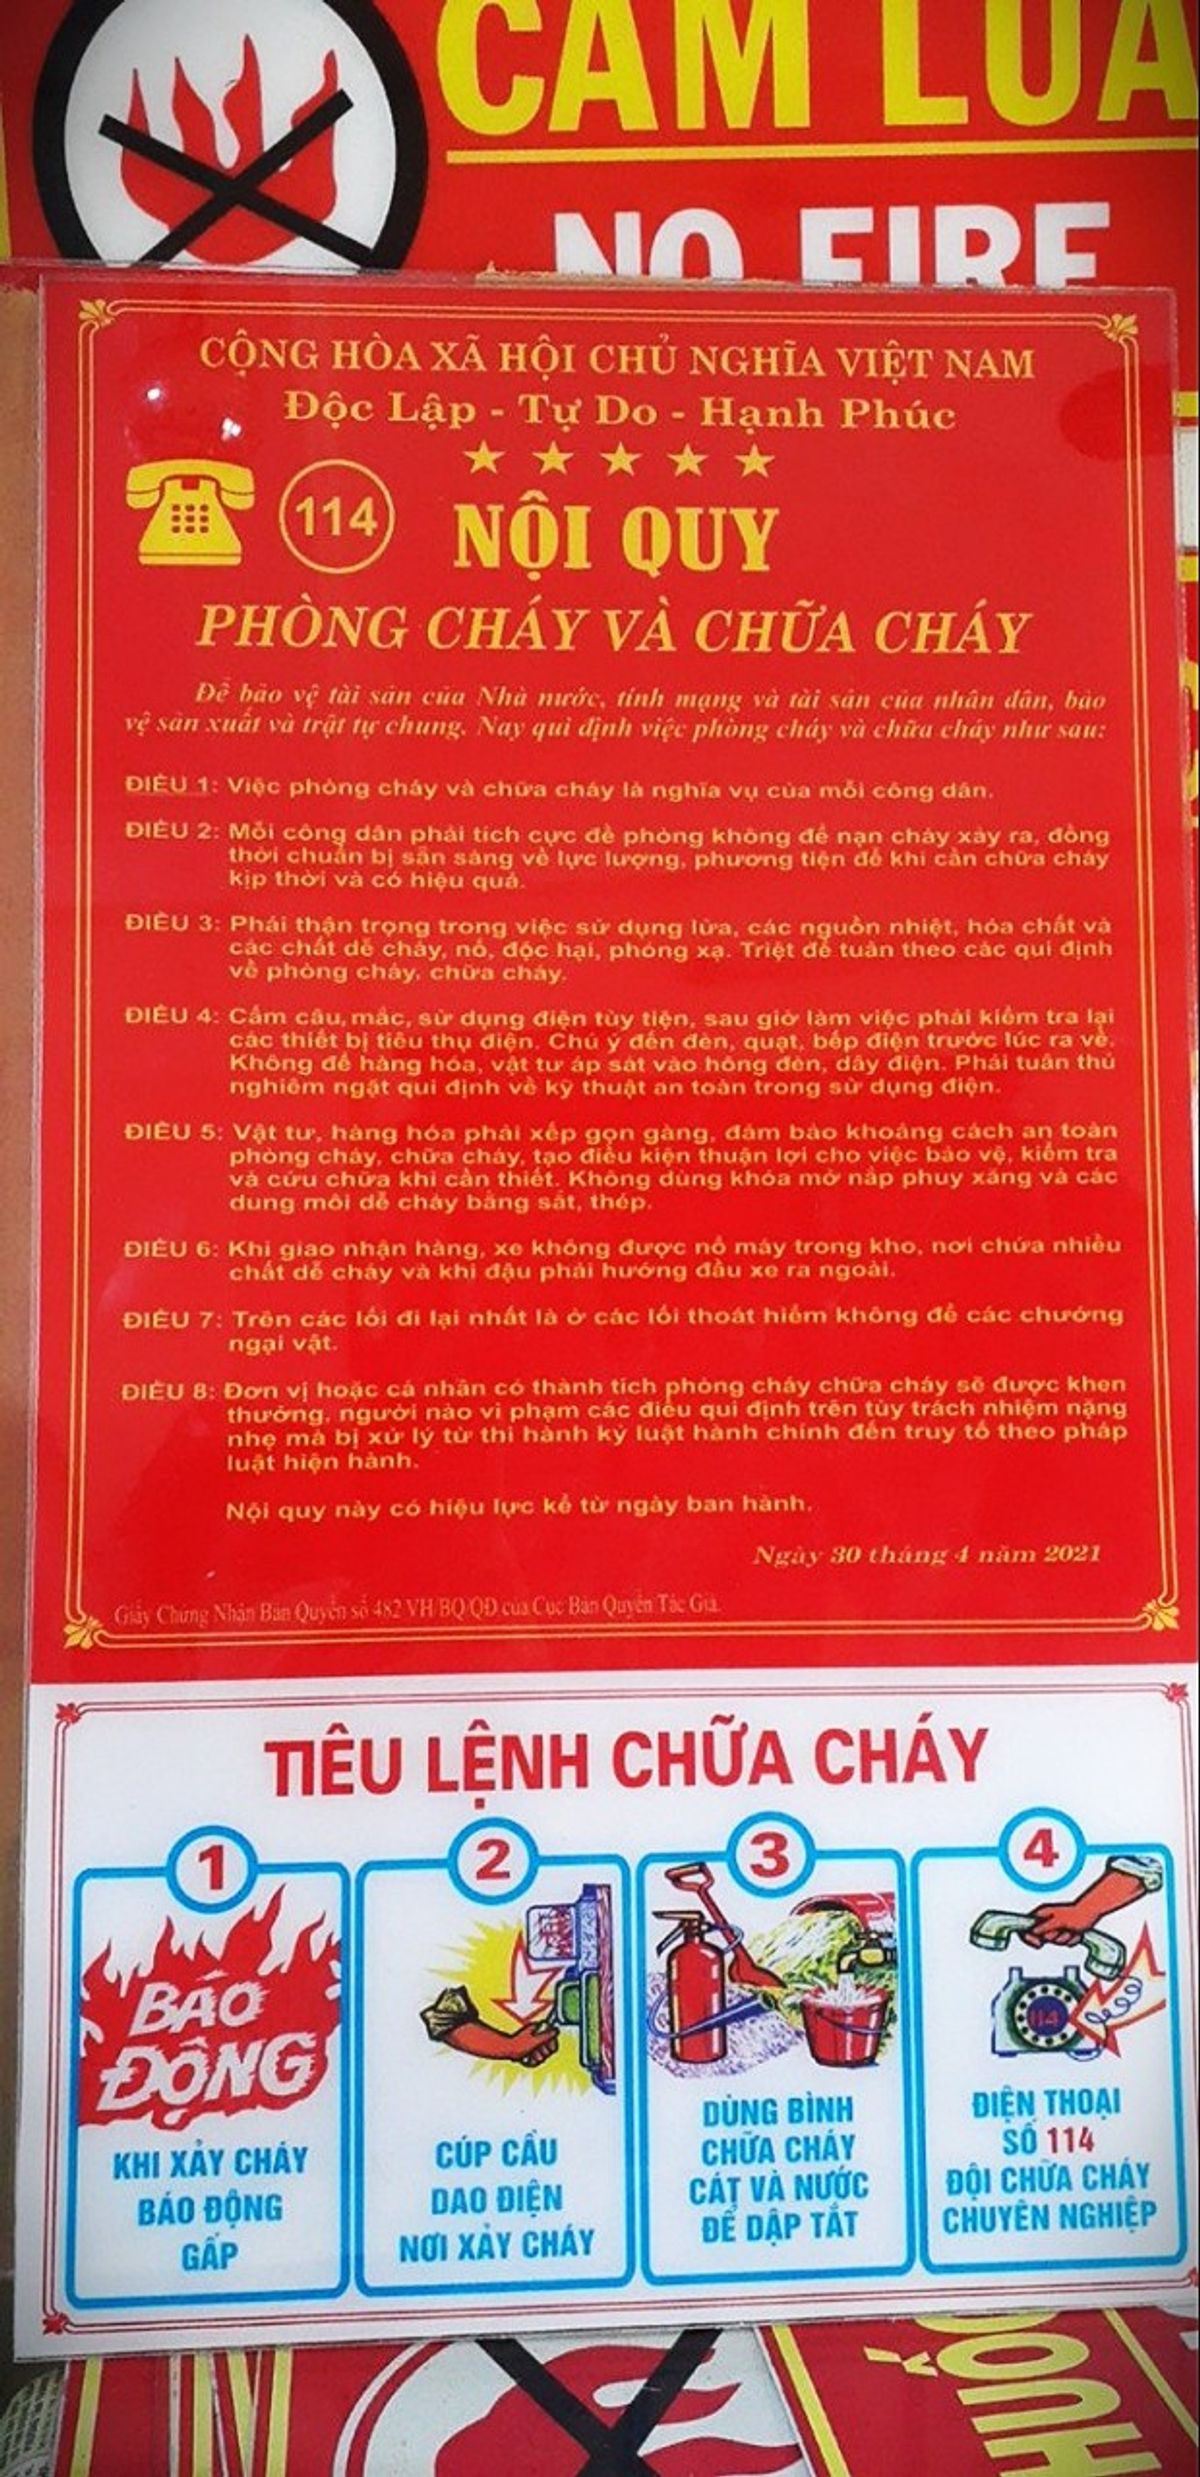 CẤM LỬA
NO FIRE
CỘNG HÒA XÃ HỘI CHỦ NGHĨA VIỆT NAM
Độc Lập - Tự Do - Hạnh Phúc
114
NỘI QUY
PHÒNG CHÁY VÀ CHỮA CHÁY
Để bảo vệ tài sản của Nhà nước, tính mạng và tài sản của nhân dân, bảo
vệ sản xuất và trật tự chung. Nay qui định việc phòng cháy và chữa cháy như sau:
ĐIỀU 1: Việc phòng cháy và chữa cháy là nghĩa vụ của mỗi công dân.
ĐIỀU 2: Mỗi công dân phải tích cực đề phòng không để nạn cháy xảy ra, đồng
thời chuẩn bị sẵn sàng về lực lượng, phương tiện để khi cần chữa cháy
kịp thời và có hiệu quả.
ĐIỀU 3: Phải thận trọng trong việc sử dụng lửa, các nguồn nhiệt, hóa chất và
các chất dễ cháy, nổ, độc hại, phóng xạ. Triệt để tuân theo các qui định
về phòng cháy, chữa cháy.
ĐIỀU 4: Cấm câu, mắc, sử dụng điện tùy tiện, sau giờ làm việc phải kiểm tra lại
các thiết bị tiêu thụ điện. Chú ý đến đèn, quạt, bếp điện trước lúc ra về.
Không để hàng hóa, vật tư áp sát vào hông đèn, dây điện. Phải tuân thủ
nghiêm ngặt qui định về kỹ thuật an toàn trong sử dụng điện.
ĐIỀU 5: Vật tư, hàng hóa phải xếp gọn gàng, đảm bảo khoảng cách an toàn
phòng cháy, chữa cháy, tạo điều kiện thuận lợi cho việc bảo vệ, kiểm tra
và cứu chữa khi cần thiết. Không dùng khóa mở nắp phuy xăng và các
dung môi dễ cháy bằng sắt, thép.
ĐIỀU 6: Khi giao nhận hàng, xe không được nổ máy trong kho, nơi chứa nhiều
chất dễ cháy và khi đậu phải hướng đầu xe ra ngoài.
ĐIỀU 7: Trên các lối đi lại nhất là ở các lối thoát hiểm không để các chướng
ngại vật.
ĐIỀU 8: Đơn vị hoặc cá nhân có thành tích phòng cháy chữa cháy sẽ được khen
thưởng, người nào vi phạm các điều qui định trên tùy trách nhiệm nặng
nhẹ mà bị xử lý từ thi hành kỷ luật hành chính đến truy tố theo pháp
luật hiện hành.
Nội quy này có hiệu lực kể từ ngày ban hành.
Ngày 30 tháng 4 năm 2021
Giấy Chứng Nhận Bản Quyền số 482 VH/BQ/QĐ của Cục Bản Quyền Tác Giả.
TIÊU LỆNH CHỮA CHÁY
1
BÁO
ĐỘNG
KHI XẢY CHÁY
BÁO ĐỘNG
GẤP
2
CÚP CẦU
DAO ĐIỆN
NƠI XẢY CHÁY
3
DÙNG BÌNH
CHỮA CHÁY
CÁT VÀ NƯỚC
ĐỂ DẬP TẮT
4
114
ĐIỆN THOẠI
SỐ 114
ĐỘI CHỮA CHÁY
CHUYÊN NGHIỆP